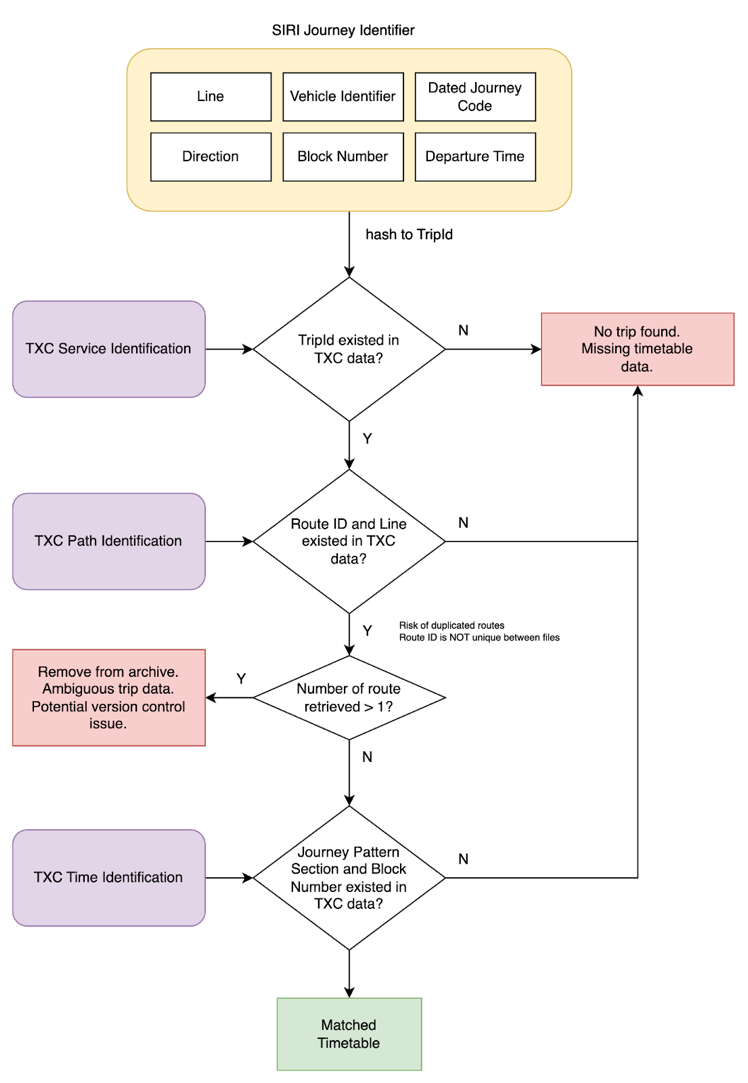 SIRI Journey Identifier
Line
Vehicle Identifier
Dated Journey
Code
Direction
Block Number
Departure Time
hash to TripId
TXC Service Identification
TripId existed in
TXC data?
N
No trip found.
Missing timetable
data.
Y
TXC Path Identification
Route ID and Line
existed in TXC
data?
N
Y
Risk of duplicated routes
Route ID is NOT unique between files
Remove from archive.
Ambiguous trip data.
Potential version control
issue.
Y
Number of route
retrieved > 1?
N
TXC Time Identification
Journey Pattern
Section and Block
Number existed in
TXC data?
N
Matched
Timetable